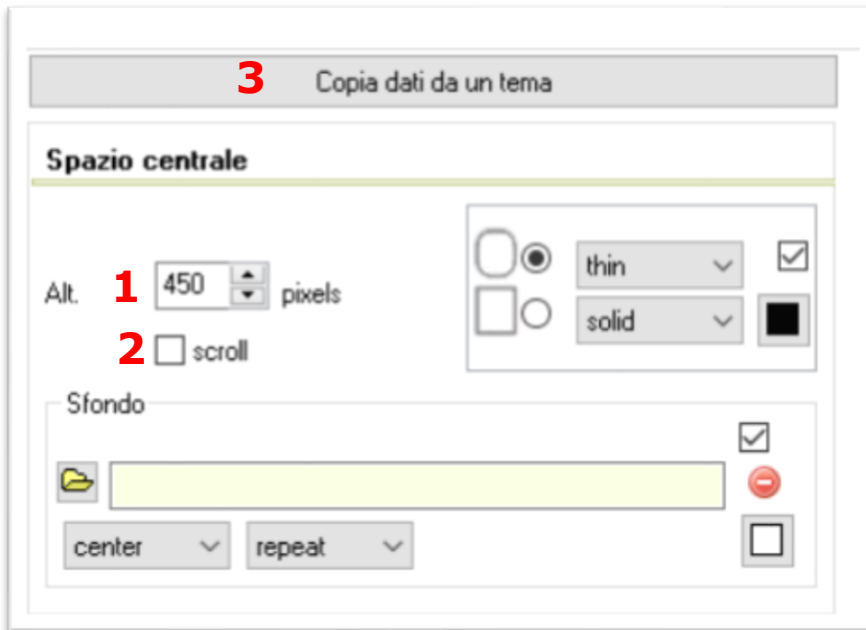 3 Copia dati da un tema
Spazio centrale
thin
Alt. 1 450 pixels
solid
2 scroll
Sfondo
center repeat